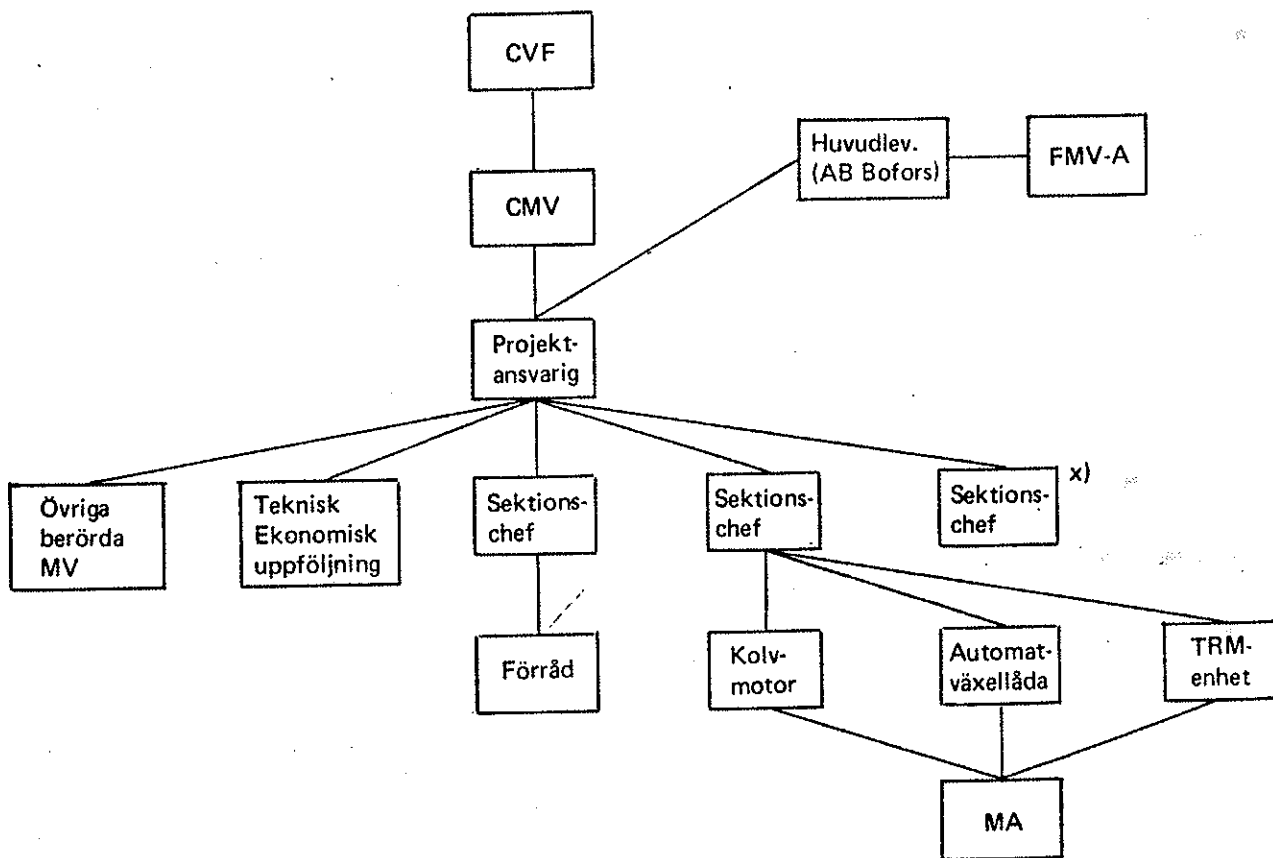 CVF
Huvudlev.
(AB Bofors)
FMV-A
CMV
Projekt-
ansvarig
Övriga
berörda
MV
Teknisk
Ekonomisk
uppföljning
Sektions-
chef
Sektions-
chef
Sektions-
chef
x)
Förråd
Kolv-
motor
Automat-
växellåda
TRM-
enhet
MA